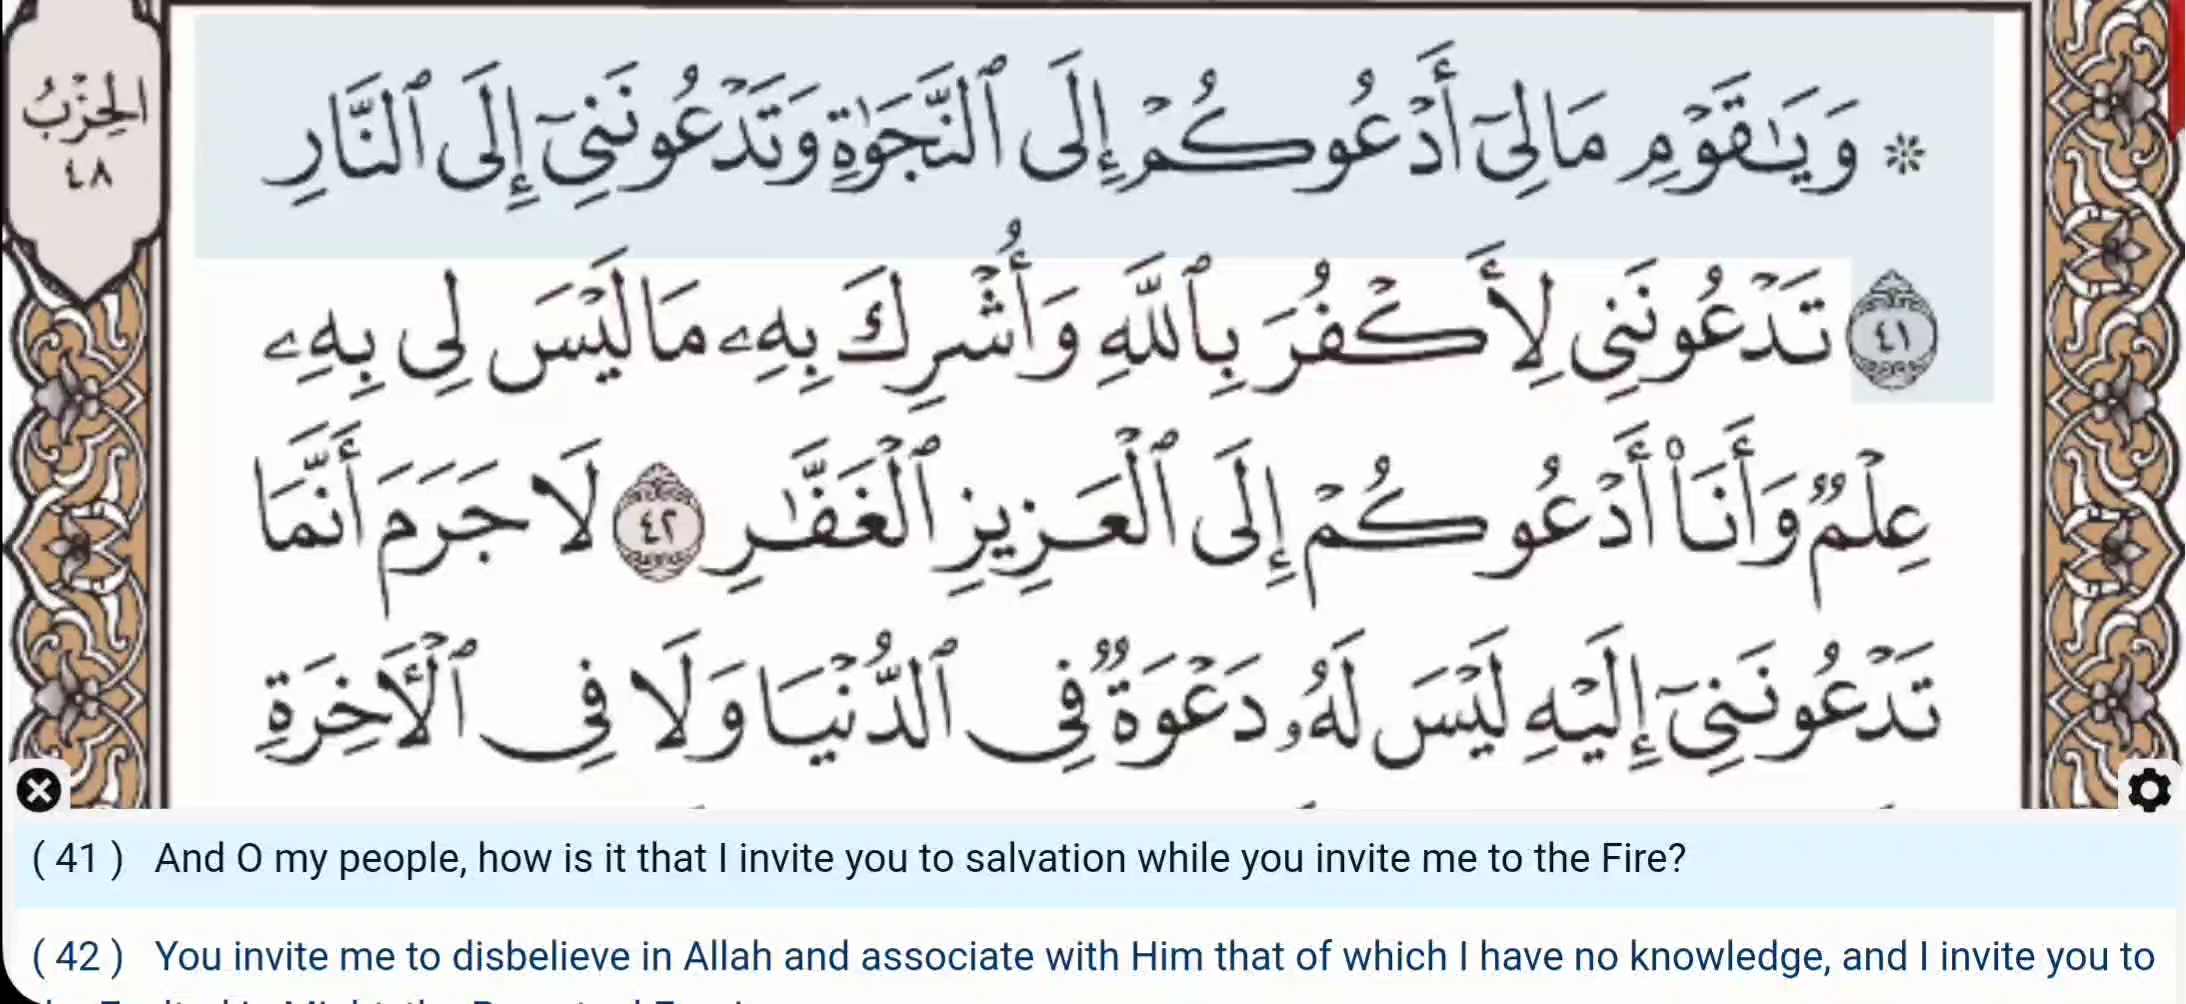 الحِزْبُ
٤٨
۞ وَيَـٰقَوْمِ مَا لِىٓ أَدْعُوكُمْ إِلَى ٱلنَّجَوٰةِ وَتَدْعُونَنِىٓ إِلَى ٱلنَّارِ
٤١ تَدْعُونَنِى لِأَكْفُرَ بِٱللَّهِ وَأُشْرِكَ بِهِۦ مَا لَيْسَ لِى بِهِۦ
عِلْمٌ وَأَنَا۠ أَدْعُوكُمْ إِلَى ٱلْعَزِيزِ ٱلْغَفَّـٰرِ ٤٢ لَا جَرَمَ أَنَّمَا
تَدْعُونَنِىٓ إِلَيْهِ لَيْسَ لَهُۥ دَعْوَةٌ فِى ٱلدُّنْيَا وَلَا فِى ٱلْـَٔاخِرَةِ
( 41 ) And O my people, how is it that I invite you to salvation while you invite me to the Fire?
( 42 ) You invite me to disbelieve in Allah and associate with Him that of which I have no knowledge, and I invite you to